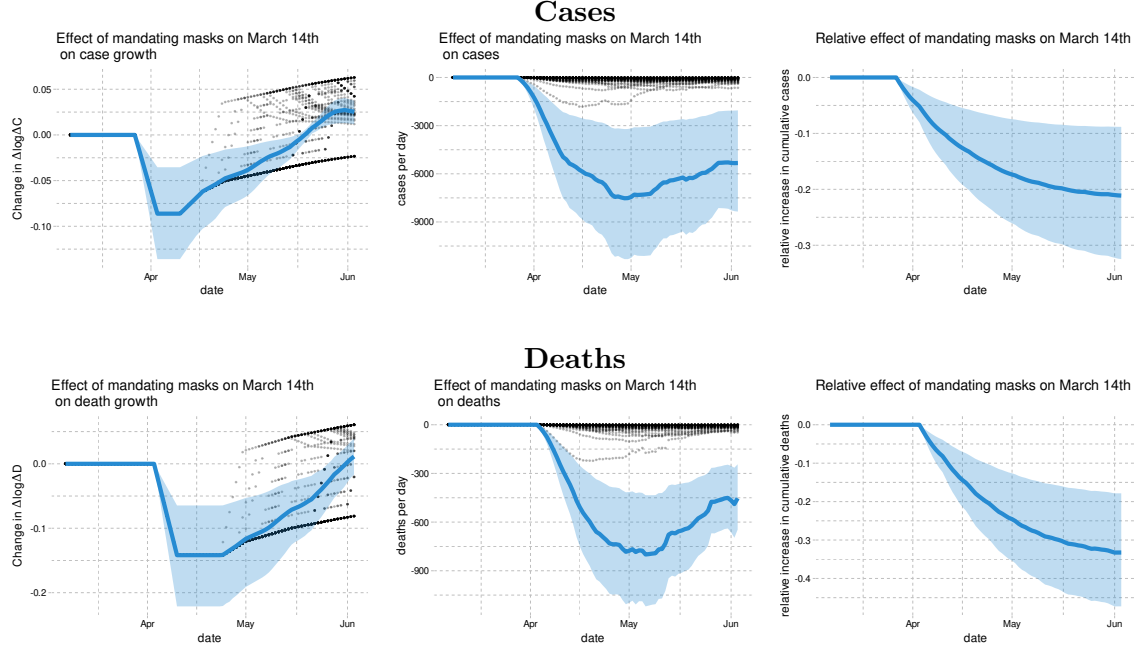 Cases
Effect of mandating masks on March 14th
on case growth
Change in ΔlogΔC
0.05
0.00
-0.05
-0.10
Apr
May
Jun
date
Effect of mandating masks on March 14th
on cases
cases per day
0
-3000
-6000
-9000
Apr
May
Jun
date
Relative effect of mandating masks on March 14th
relative increase in cumulative cases
0.0
-0.1
-0.2
-0.3
Apr
May
Jun
date
Deaths
Effect of mandating masks on March 14th
on death growth
Change in ΔlogΔD
0.0
-0.1
-0.2
Apr
May
Jun
date
Effect of mandating masks on March 14th
on deaths
deaths per day
0
-300
-600
-900
Apr
May
Jun
date
Relative effect of mandating masks on March 14th
relative increase in cumulative deaths
0.0
-0.1
-0.2
-0.3
-0.4
Apr
May
Jun
date